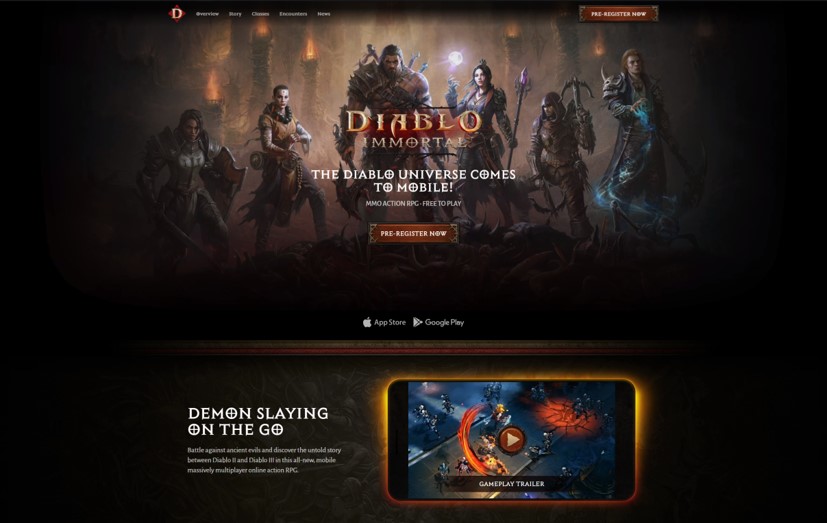 D
Overview Story Classes Encounters News
PRE-REGISTER NOW
DIABLO
IMMORTAL
THE DIABLO UNIVERSE COMES
TO MOBILE!
MMO ACTION RPG - FREE TO PLAY
PRE-REGISTER NOW
App Store Google Play
DEMON SLAYING
ON THE GO
Battle against ancient evils and discover the untold story
between Diablo II and Diablo III in this all-new, mobile
massively multiplayer online action RPG.
GAMEPLAY TRAILER